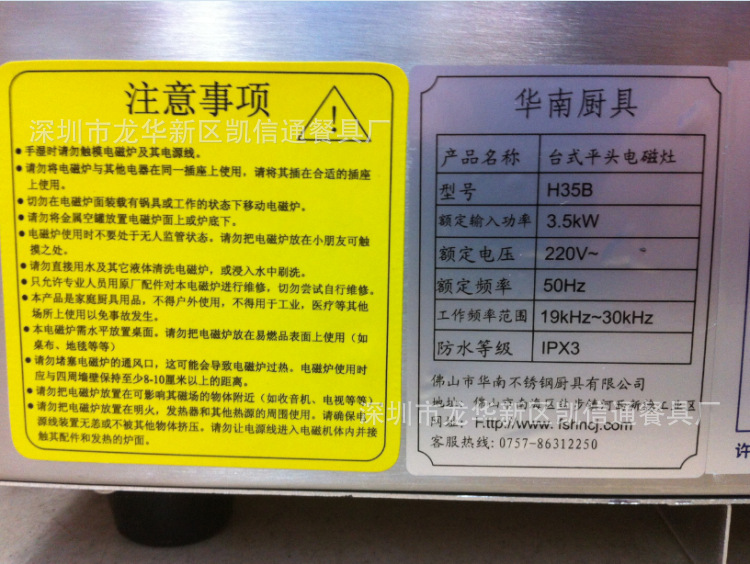 注意事项
深圳市龙华新区凯信通餐具厂
●手湿时请勿触模电磁炉及其电源线。
●请勿将电磁炉与其他电器在同一插座上使用，请将其插在合适的插座
上使用。
●切勿在电磁炉面装有锅具或工作的状态下移动电磁炉。
●请勿将金属空罐放置电磁炉面上或炉底下。
●电磁炉使用时不要处于无人监管状态。请勿把电磁炉放在小朋友可触
摸之处。
●请勿直接用水及其它液体清洗电磁炉，或浸入水中刷洗。
●只允许专业人员用原厂配件对本电磁炉进行维修，切勿尝试自行维修。
●本产品是家庭厨具用品，不得户外使用，不得用于工业，医疗等其他
场所上使用以免事故发生。
●本电磁炉需水平放置桌面。请勿把电磁炉放在易燃品表面上使用（如
桌布、地毯等等）
●请勿堵塞电磁炉的通风口，这可能会导致电磁炉过热。电磁炉使用时
应与四周墙壁保持至少8-10厘米以上的距离。
●请勿把电磁炉放置在可影响其磁场的物体附近（如收音机、电视等等）
●请勿把电磁炉放置在明火，发热器和其他热源的周围使用。请确保电
源线装置无恙或不被其他物体挤压。请勿让电源线进入电磁机体内并接
触其配件和发热的炉面。
华南厨具
产品名称 台式平头电磁灶
型号 H35B
额定输入功率 3.5kW
额定电压 220V~
额定频率 50Hz
工作频率范围 19kHz~30kHz
防水等级 IPX3
佛山市华南不锈钢厨具有限公司
深圳市龙华新区凯信通餐具厂
网址: Http://www.fshncj.com
客服热线: 0757-86312250
许